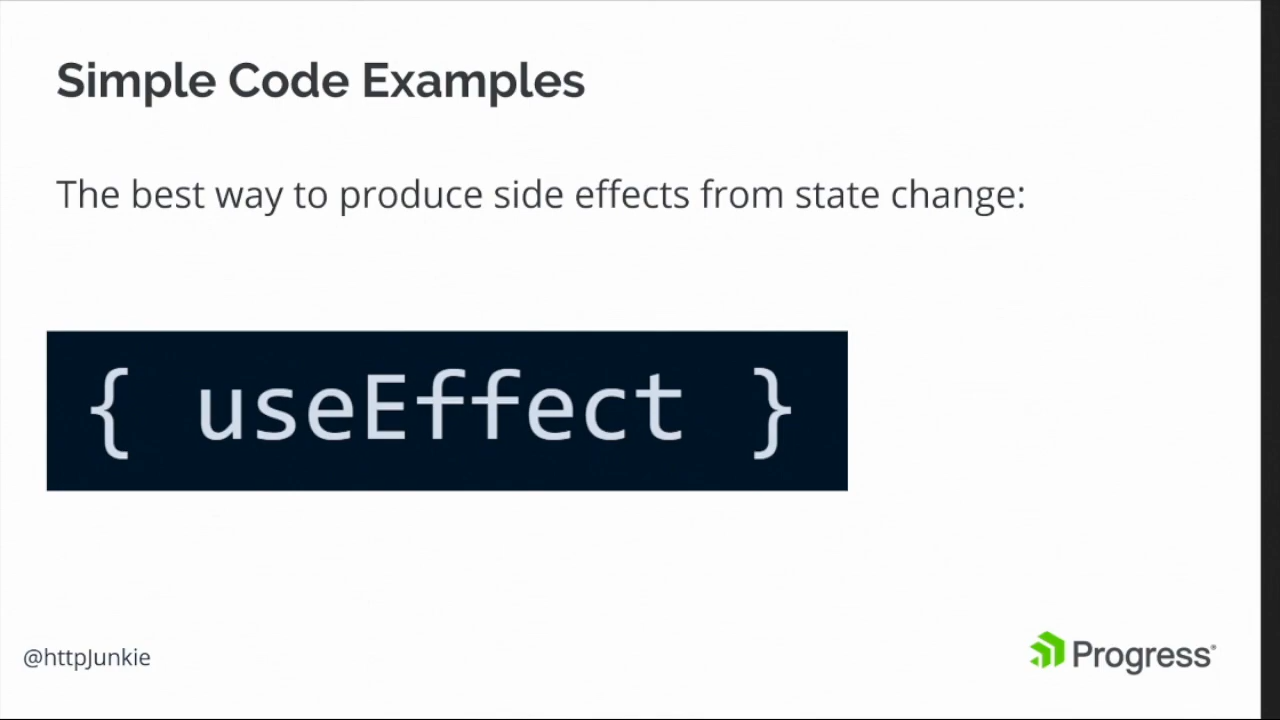 Simple Code Examples
The best way to produce side effects from state change:
{ useEffect }
@httpJunkie
Progress®